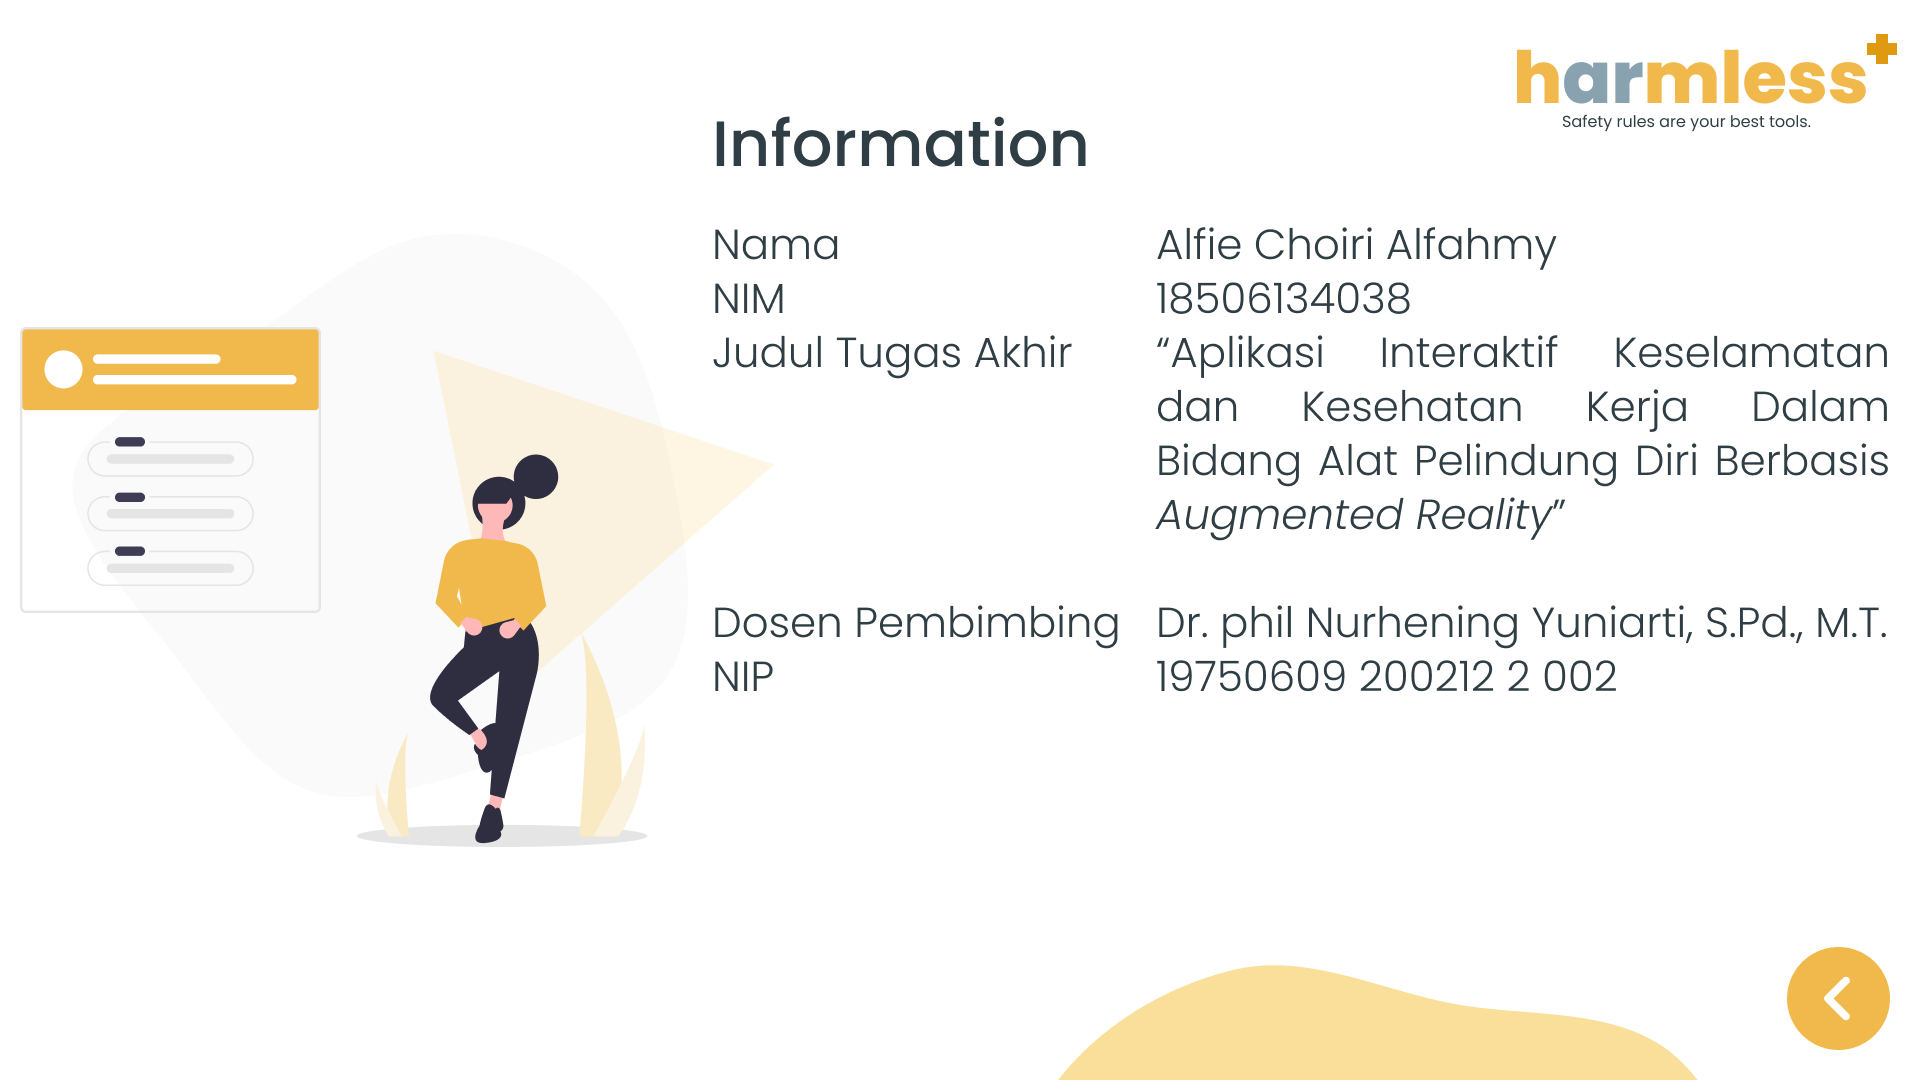 harmless
Safety rules are your best tools.
Information
Nama Alfie Choiri Alfahmy
NIM 18506134038
Judul Tugas Akhir “Aplikasi Interaktif Keselamatan
dan Kesehatan Kerja Dalam
Bidang Alat Pelindung Diri Berbasis
Augmented Reality”
Dosen Pembimbing Dr. phil Nurhening Yuniarti, S.Pd., M.T.
NIP 19750609 200212 2 002